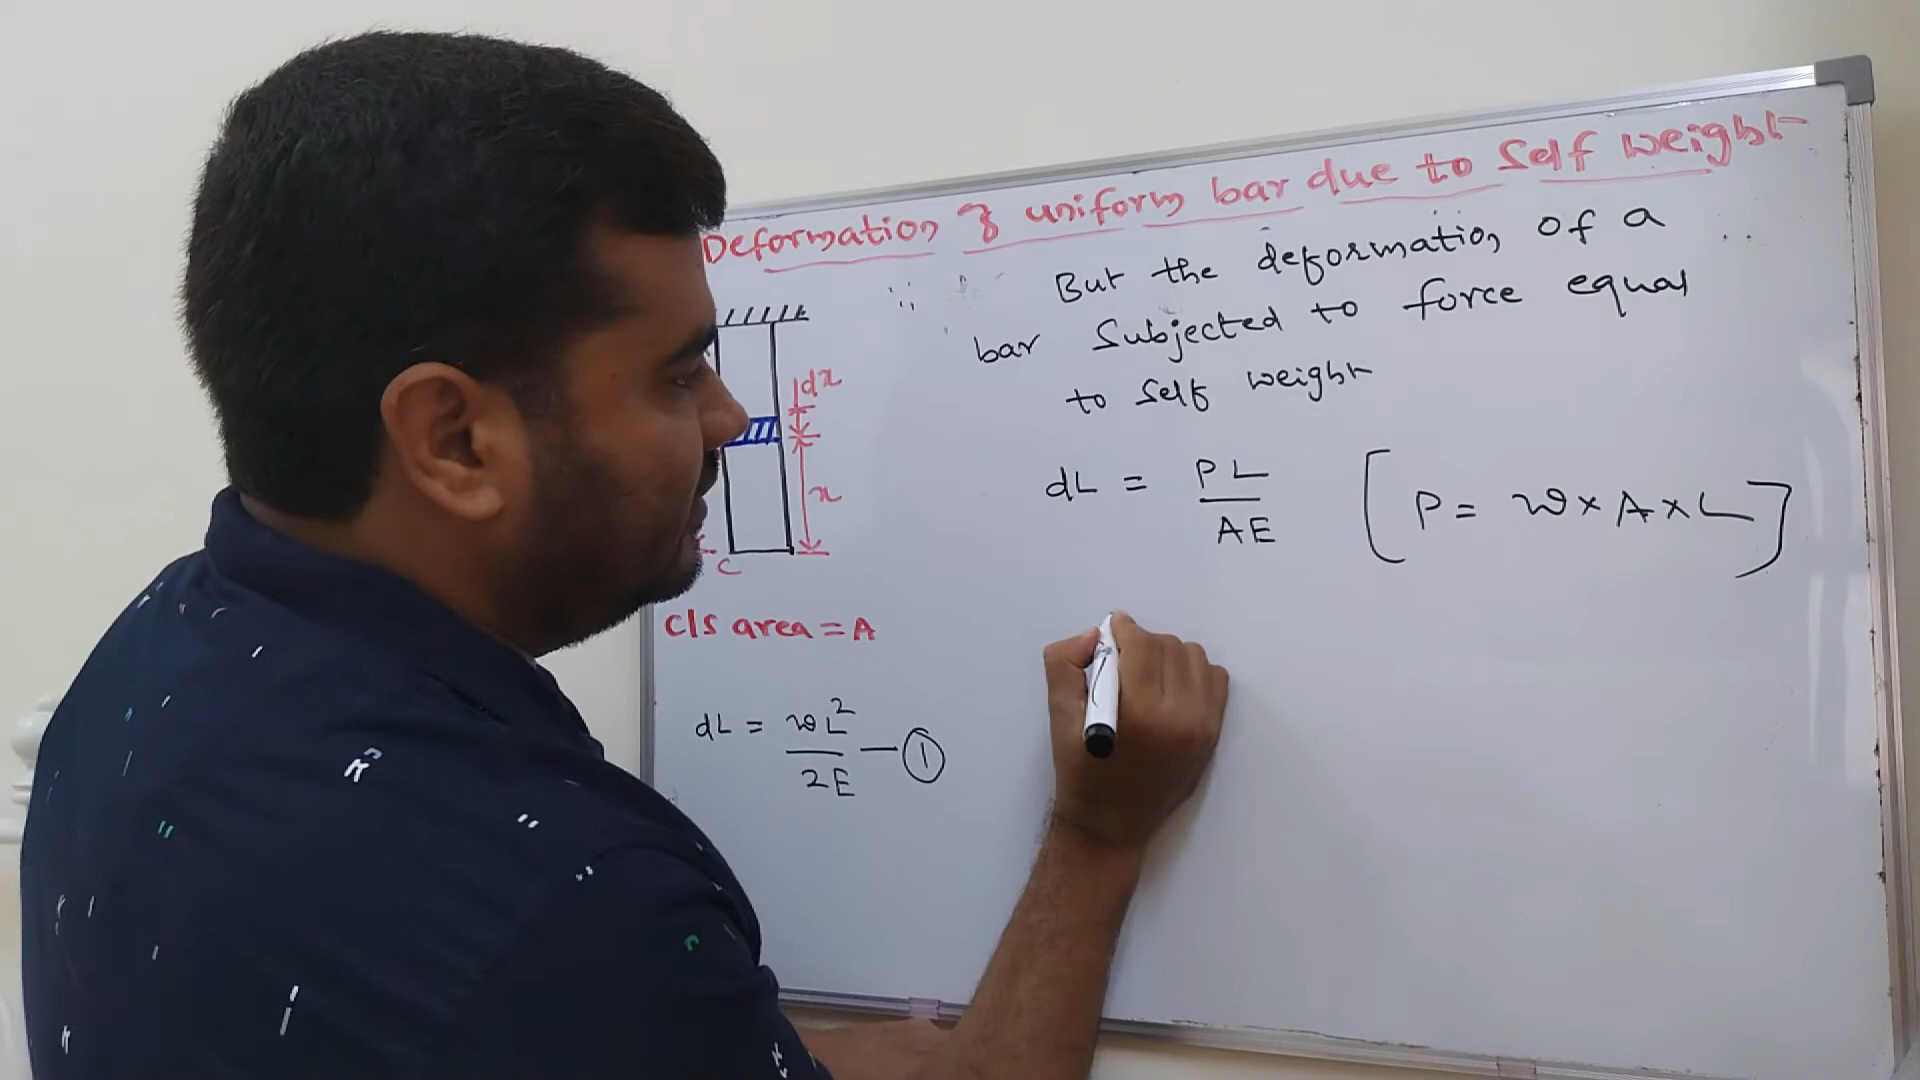 Deformation of uniform bar due to Self weight
But the deformation of a
bar Subjected to force equal
to Self weight
dx
x
C
dL = PL / AE [P = w × A × L]
C/S area = A
dL = wL² / 2E — ①